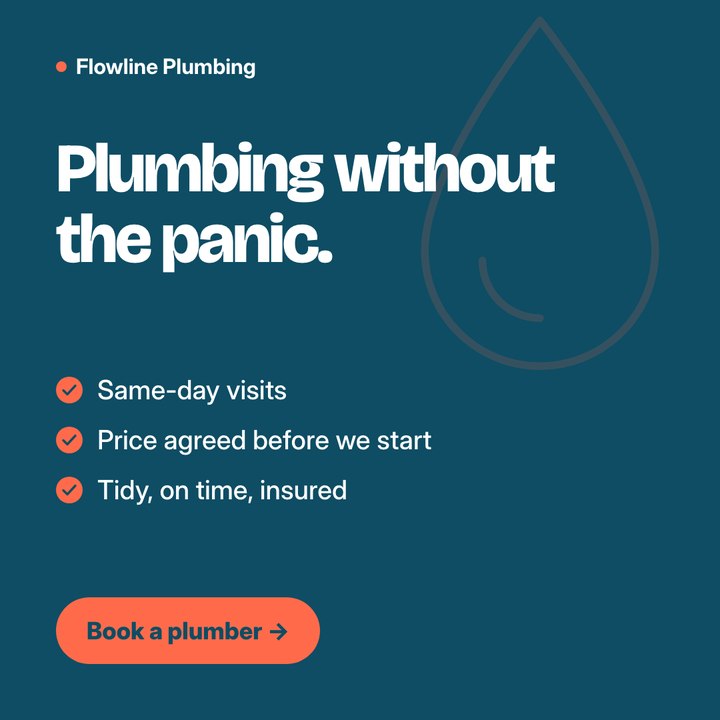 Flowline Plumbing
Plumbing without
the panic.
Same-day visits
Price agreed before we start
Tidy, on time, insured
Book a plumber →